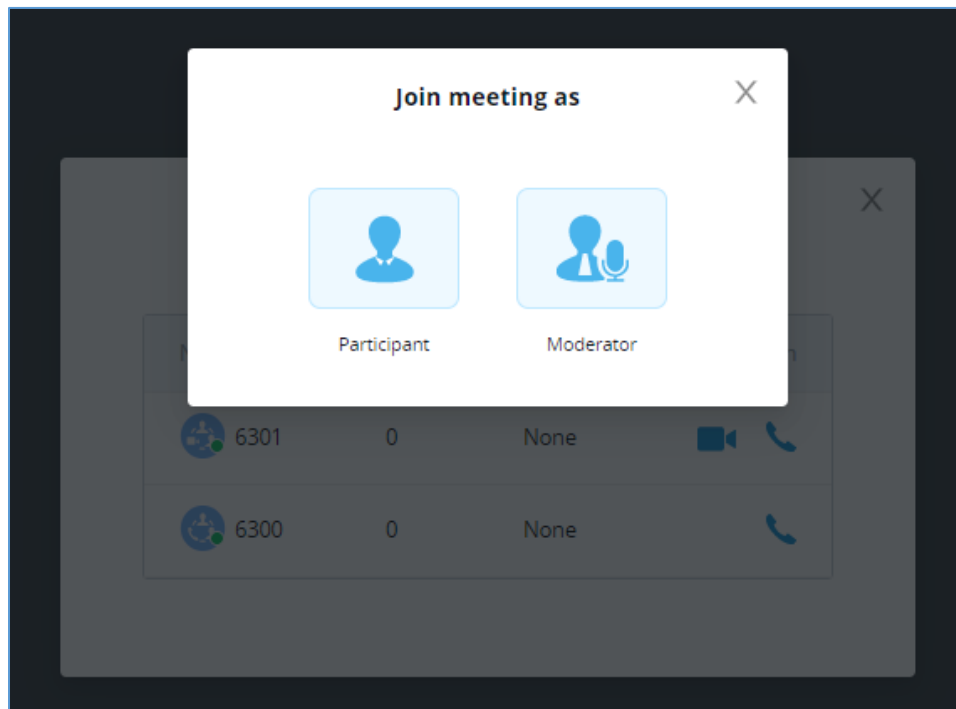 Join meeting as
X
X
Participant Moderator
6301 0 None
6300 0 None